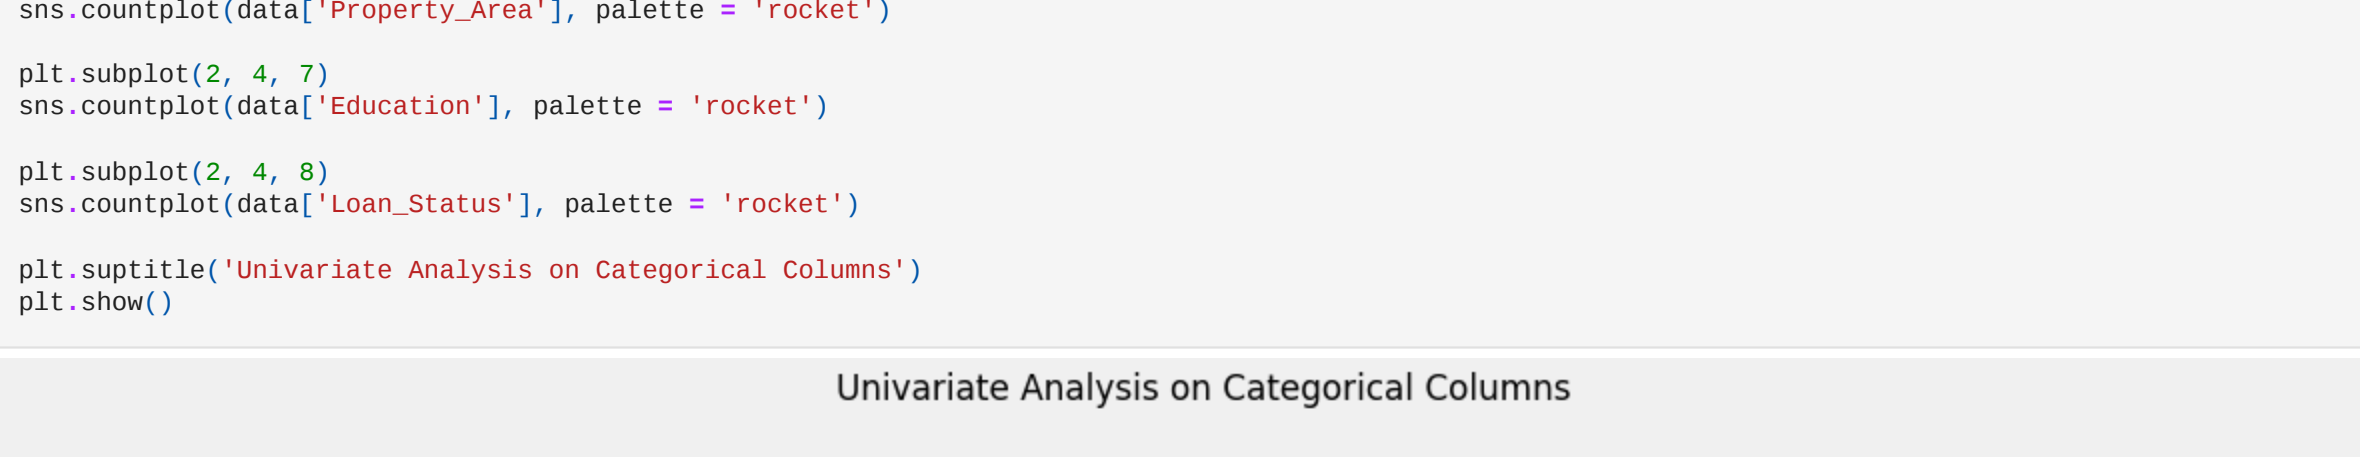 sns.countplot(data['Property_Area'], palette = 'rocket')
plt.subplot(2, 4, 7)
sns.countplot(data['Education'], palette = 'rocket')
plt.subplot(2, 4, 8)
sns.countplot(data['Loan_Status'], palette = 'rocket')
plt.suptitle('Univariate Analysis on Categorical Columns')
plt.show()
Univariate Analysis on Categorical Columns